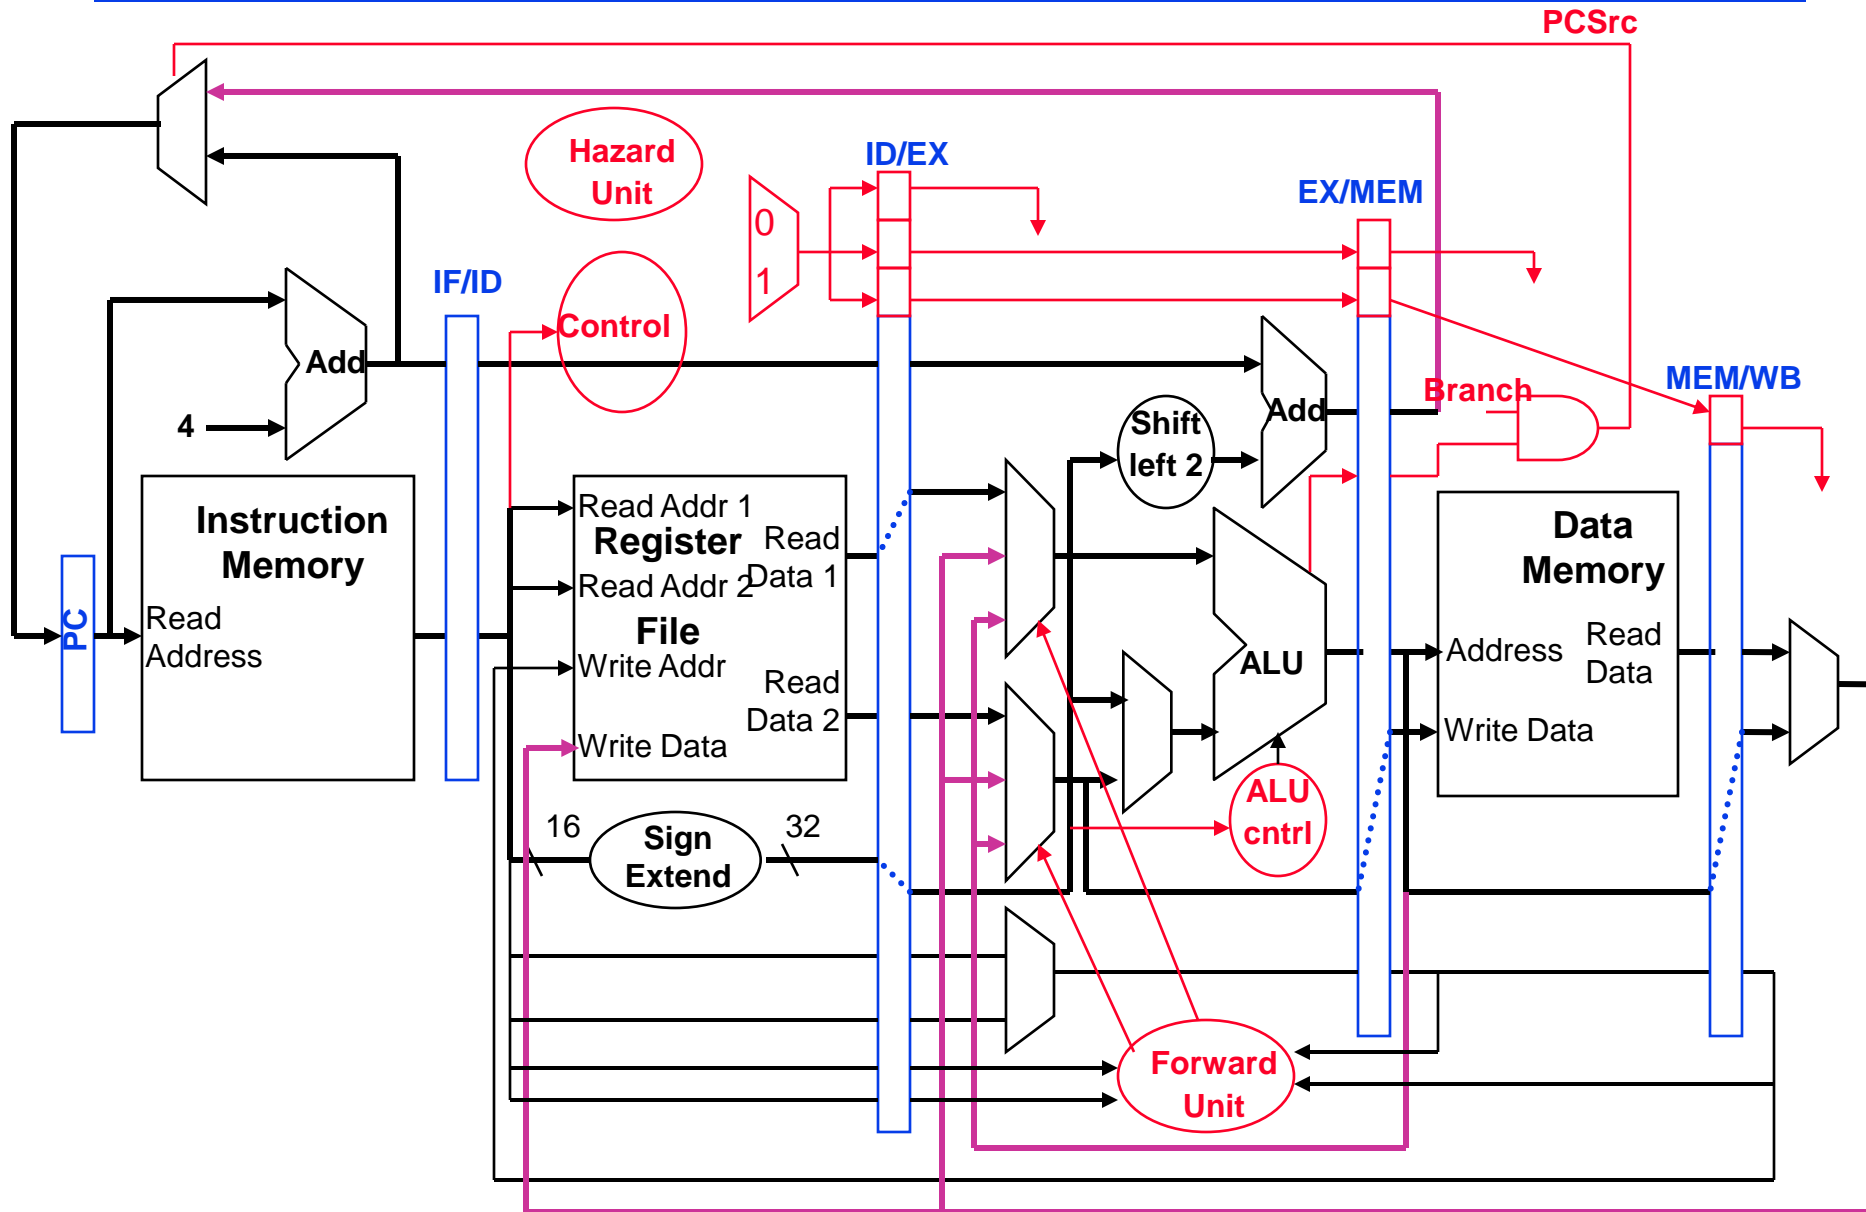 PCSrc
Hazard
Unit
ID/EX
EX/MEM
0
1
IF/ID
Control
Add
4
Branch
MEM/WB
Shift
left 2
Add
Instruction
Memory
Read
Address
PC
Read Addr 1
Register
Read
Data 1
Read Addr 2
File
Write Addr
Read
Data 2
Write Data
ALU
Data
Memory
Address
Read
Data
Write Data
16
Sign
Extend
32
ALU
cntrl
Forward
Unit